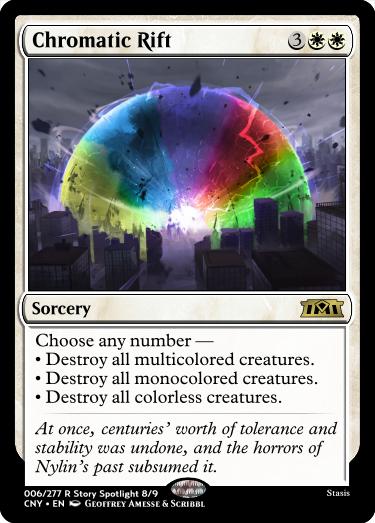 Chromatic Rift 3
Sorcery
Choose any number —
• Destroy all multicolored creatures.
• Destroy all monocolored creatures.
• Destroy all colorless creatures.
At once, centuries' worth of tolerance and
stability was undone, and the horrors of
Nylin's past subsumed it.
006/277 R Story Spotlight 8/9
Stasis
CNY • EN Geoffrey Amesse & Scribbl